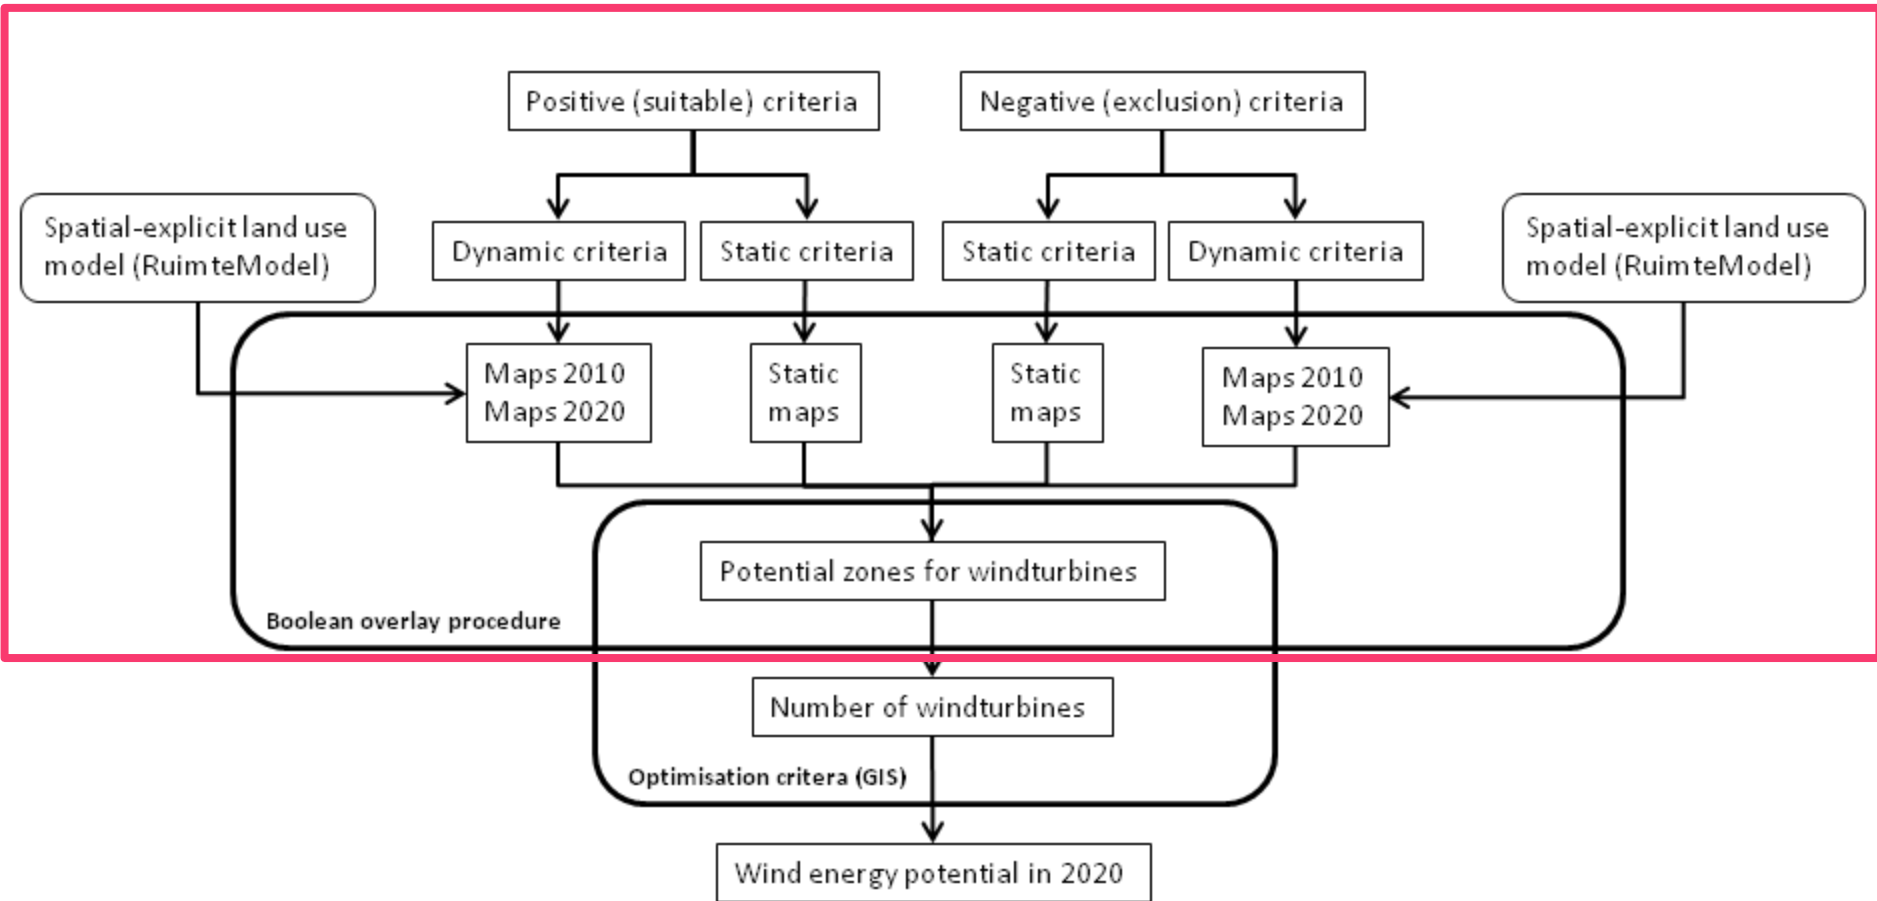 Positive (suitable) criteria
Negative (exclusion) criteria
Spatial-explicit land use
model (RuimteModel)
Dynamic criteria
Static criteria
Static criteria
Dynamic criteria
Spatial-explicit land use
model (RuimteModel)
Maps 2010
Maps 2020
Static
maps
Static
maps
Maps 2010
Maps 2020
Potential zones for windturbines
Boolean overlay procedure
Number of windturbines
Optimisation critera (GIS)
Wind energy potential in 2020